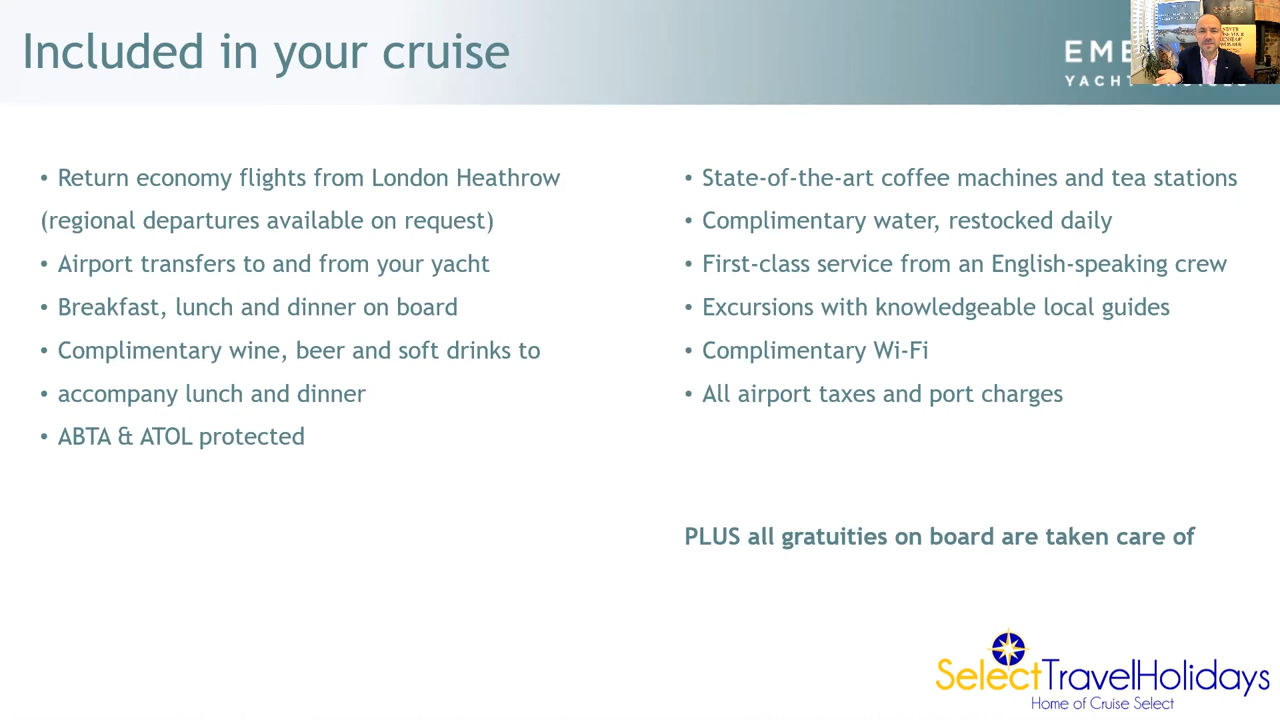 Included in your cruise
• Return economy flights from London Heathrow
(regional departures available on request)
• Airport transfers to and from your yacht
• Breakfast, lunch and dinner on board
• Complimentary wine, beer and soft drinks to
• accompany lunch and dinner
• ABTA & ATOL protected
• State-of-the-art coffee machines and tea stations
• Complimentary water, restocked daily
• First-class service from an English-speaking crew
• Excursions with knowledgeable local guides
• Complimentary Wi-Fi
• All airport taxes and port charges
PLUS all gratuities on board are taken care of
SelectTravelHolidays
Home of Cruise Select
YACHT